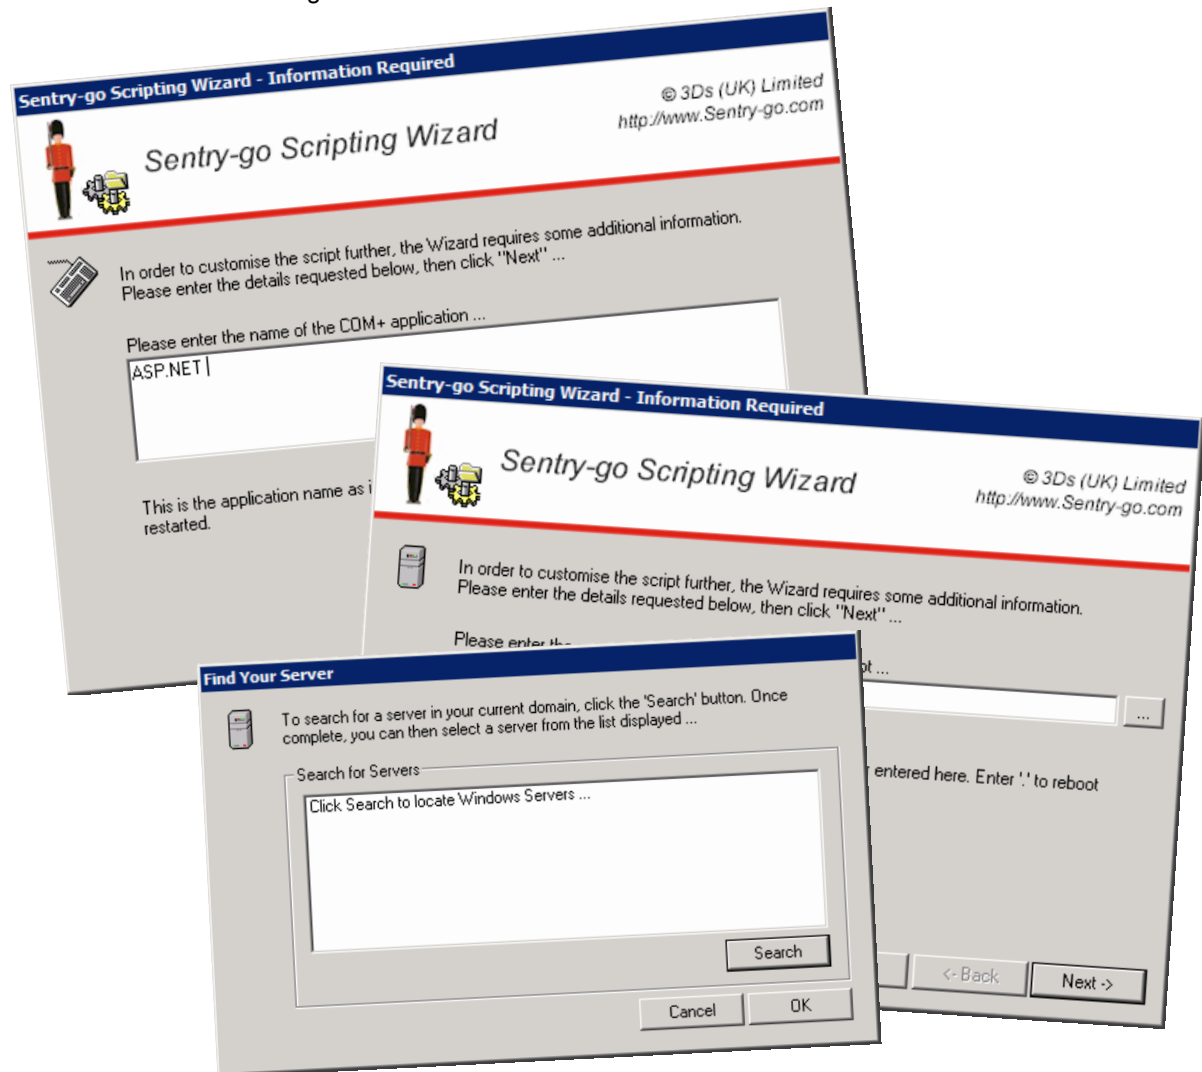 Sentry-go Scripting Wizard - Information Required
© 3Ds (UK) Limited
http://www.Sentry-go.com
Sentry-go Scripting Wizard
In order to customise the script further, the Wizard requires some additional information.
Please enter the details requested below, then click "Next" ...
Please enter the name of the COM+ application ...
ASP.NET
This is the application name as i
restarted.
Sentry-go Scripting Wizard - Information Required
Sentry-go Scripting Wizard
© 3Ds (UK) Limited
http://www.Sentry-go.com
In order to customise the script further, the Wizard requires some additional information.
Please enter the details requested below, then click "Next" ...
Please enter
...
...
entered here. Enter '.' to reboot
<- Back
Next ->
Find Your Server
To search for a server in your current domain, click the 'Search' button. Once
complete, you can then select a server from the list displayed ...
Search for Servers
Click Search to locate Windows Servers ...
Search
Cancel
OK